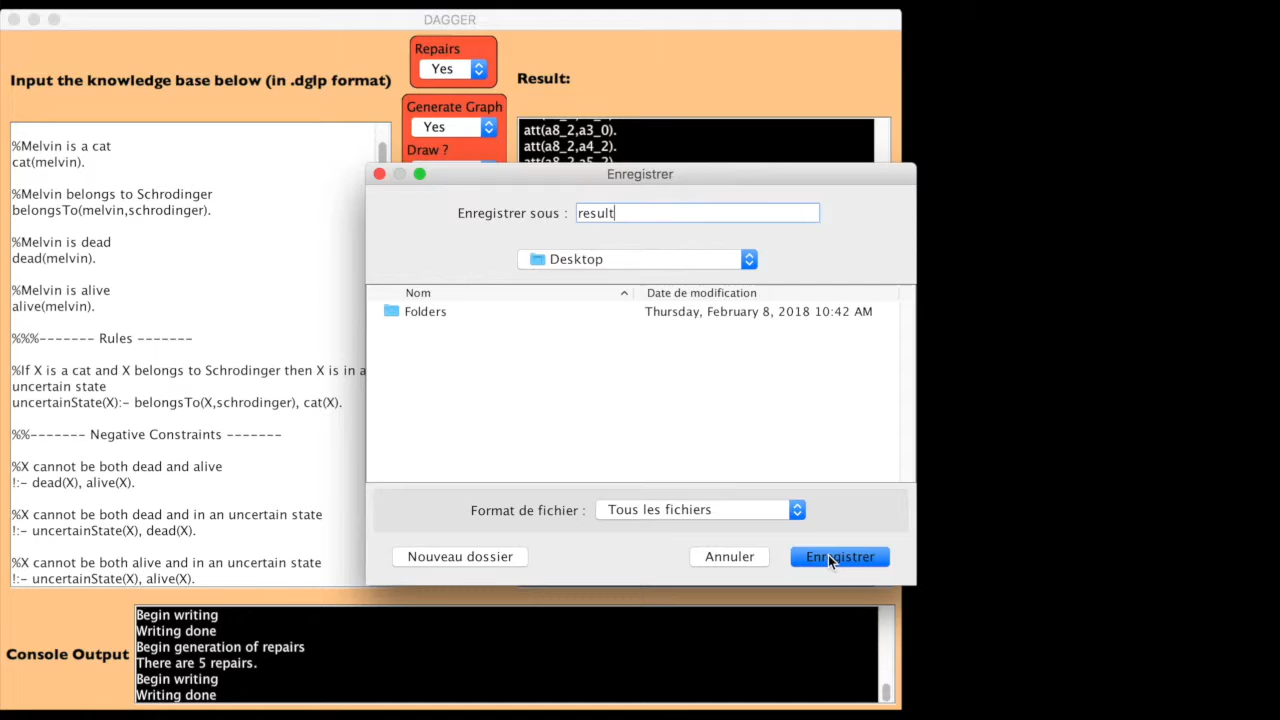 DAGGER
Input the knowledge base below (in .dglp format)
Repairs
Yes
Generate Graph
Yes
Draw ?
Result:
att(a8_2,a3_0).
att(a8_2,a4_2).
att(a8_2,a5_2)
%Melvin is a cat
cat(melvin).
%Melvin belongs to Schrodinger
belongsTo(melvin,schrodinger).
%Melvin is dead
dead(melvin).
%Melvin is alive
alive(melvin).
%%%------- Rules -------
%If X is a cat and X belongs to Schrodinger then X is in a
uncertain state
uncertainState(X):- belongsTo(X,schrodinger), cat(X).
%%------- Negative Constraints -------
%X cannot be both dead and alive
!:- dead(X), alive(X).
%X cannot be both dead and in an uncertain state
!:- uncertainState(X), dead(X).
%X cannot be both alive and in an uncertain state
!:- uncertainState(X), alive(X).
Enregistrer
Enregistrer sous : result
Desktop
Nom Date de modification
Folders Thursday, February 8, 2018 10:42 AM
Format de fichier : Tous les fichiers
Nouveau dossier Annuler Enregistrer
Console Output
Begin writing
Writing done
Begin generation of repairs
There are 5 repairs.
Begin writing
Writing done